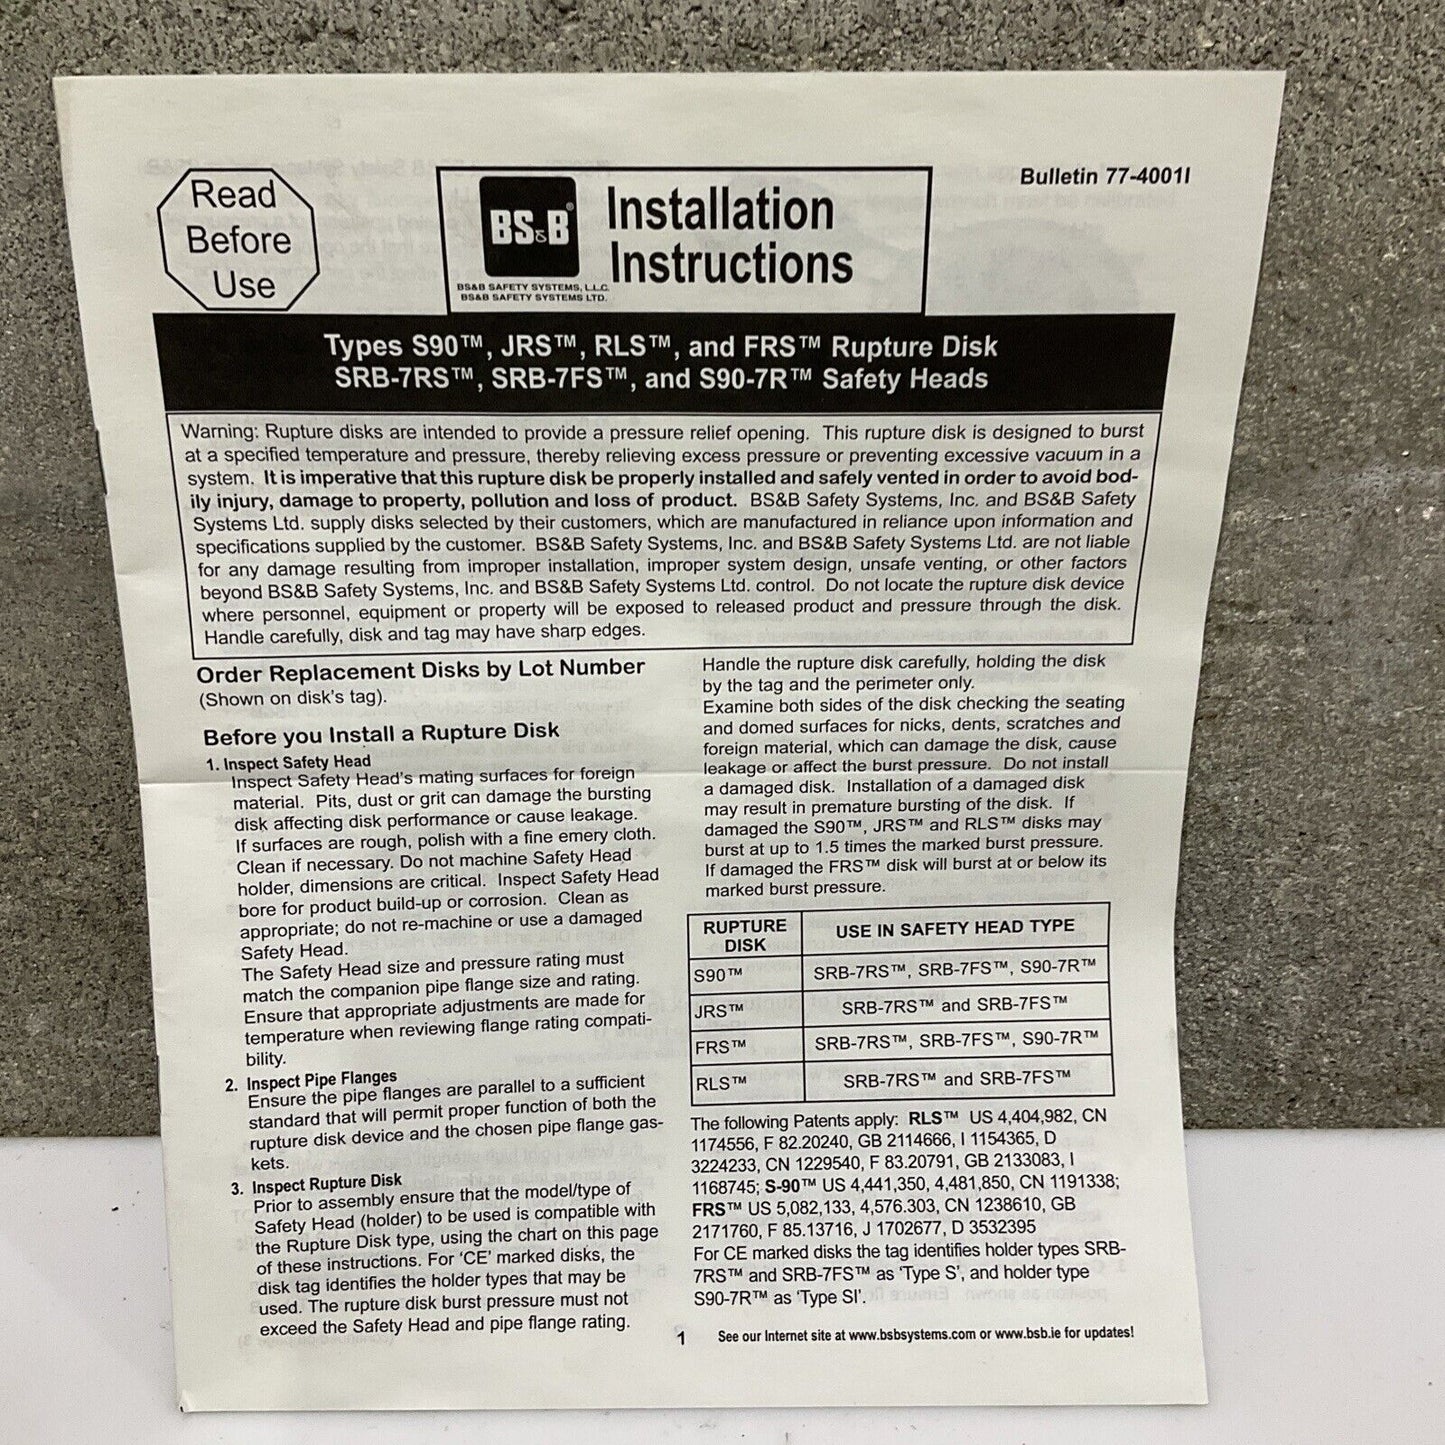 Read
Before
Use
BS&B®
BS&B SAFETY SYSTEMS, L.L.C.
BS&B SAFETY SYSTEMS LTD.
Installation
Instructions
Bulletin 77-4001I
Types S90™, JRS™, RLS™, and FRS™ Rupture Disk
SRB-7RS™, SRB-7FS™, and S90-7R™ Safety Heads
Warning: Rupture disks are intended to provide a pressure relief opening. This rupture disk is designed to burst
at a specified temperature and pressure, thereby relieving excess pressure or preventing excessive vacuum in a
system. It is imperative that this rupture disk be properly installed and safely vented in order to avoid bod-
ily injury, damage to property, pollution and loss of product. BS&B Safety Systems, Inc. and BS&B Safety
Systems Ltd. supply disks selected by their customers, which are manufactured in reliance upon information and
specifications supplied by the customer. BS&B Safety Systems, Inc. and BS&B Safety Systems Ltd. are not liable
for any damage resulting from improper installation, improper system design, unsafe venting, or other factors
beyond BS&B Safety Systems, Inc. and BS&B Safety Systems Ltd. control. Do not locate the rupture disk device
where personnel, equipment or property will be exposed to released product and pressure through the disk.
Handle carefully, disk and tag may have sharp edges.
Order Replacement Disks by Lot Number
(Shown on disk's tag).
Before you Install a Rupture Disk
1. Inspect Safety Head
Inspect Safety Head's mating surfaces for foreign
material. Pits, dust or grit can damage the bursting
disk affecting disk performance or cause leakage.
If surfaces are rough, polish with a fine emery cloth.
Clean if necessary. Do not machine Safety Head
holder, dimensions are critical. Inspect Safety Head
bore for product build-up or corrosion. Clean as
appropriate; do not re-machine or use a damaged
Safety Head.
The Safety Head size and pressure rating must
match the companion pipe flange size and rating.
Ensure that appropriate adjustments are made for
temperature when reviewing flange rating compati-
bility.
2. Inspect Pipe Flanges
Ensure the pipe flanges are parallel to a sufficient
standard that will permit proper function of both the
rupture disk device and the chosen pipe flange gas-
kets.
3. Inspect Rupture Disk
Prior to assembly ensure that the model/type of
Safety Head (holder) to be used is compatible with
the Rupture Disk type, using the chart on this page
of these instructions. For 'CE' marked disks, the
disk tag identifies the holder types that may be
used. The rupture disk burst pressure must not
exceed the Safety Head and pipe flange rating.
Handle the rupture disk carefully, holding the disk
by the tag and the perimeter only.
Examine both sides of the disk checking the seating
and domed surfaces for nicks, dents, scratches and
foreign material, which can damage the disk, cause
leakage or affect the burst pressure. Do not install
a damaged disk. Installation of a damaged disk
may result in premature bursting of the disk. If
damaged the S90™, JRS™ and RLS™ disks may
burst at up to 1.5 times the marked burst pressure.
If damaged the FRS™ disk will burst at or below its
marked burst pressure.
RUPTURE DISK USE IN SAFETY HEAD TYPE
S90™ SRB-7RS™, SRB-7FS™, S90-7R™
JRS™ SRB-7RS™ and SRB-7FS™
FRS™ SRB-7RS™, SRB-7FS™, S90-7R™
RLS™ SRB-7RS™ and SRB-7FS™
The following Patents apply: RLS™ US 4,404,982, CN
1174556, F 82.20240, GB 2114666, I 1154365, D
3224233, CN 1229540, F 83.20791, GB 2133083, I
1168745; S-90™ US 4,441,350, 4,481,850, CN 1191338;
FRS™ US 5,082,133, 4,576.303, CN 1238610, GB
2171760, F 85.13716, J 1702677, D 3532395
For CE marked disks the tag identifies holder types SRB-
7RS™ and SRB-7FS™ as 'Type S', and holder type
S90-7R™ as 'Type SI'.
1 See our Internet site at www.bsbsystems.com or www.bsb.ie for updates!